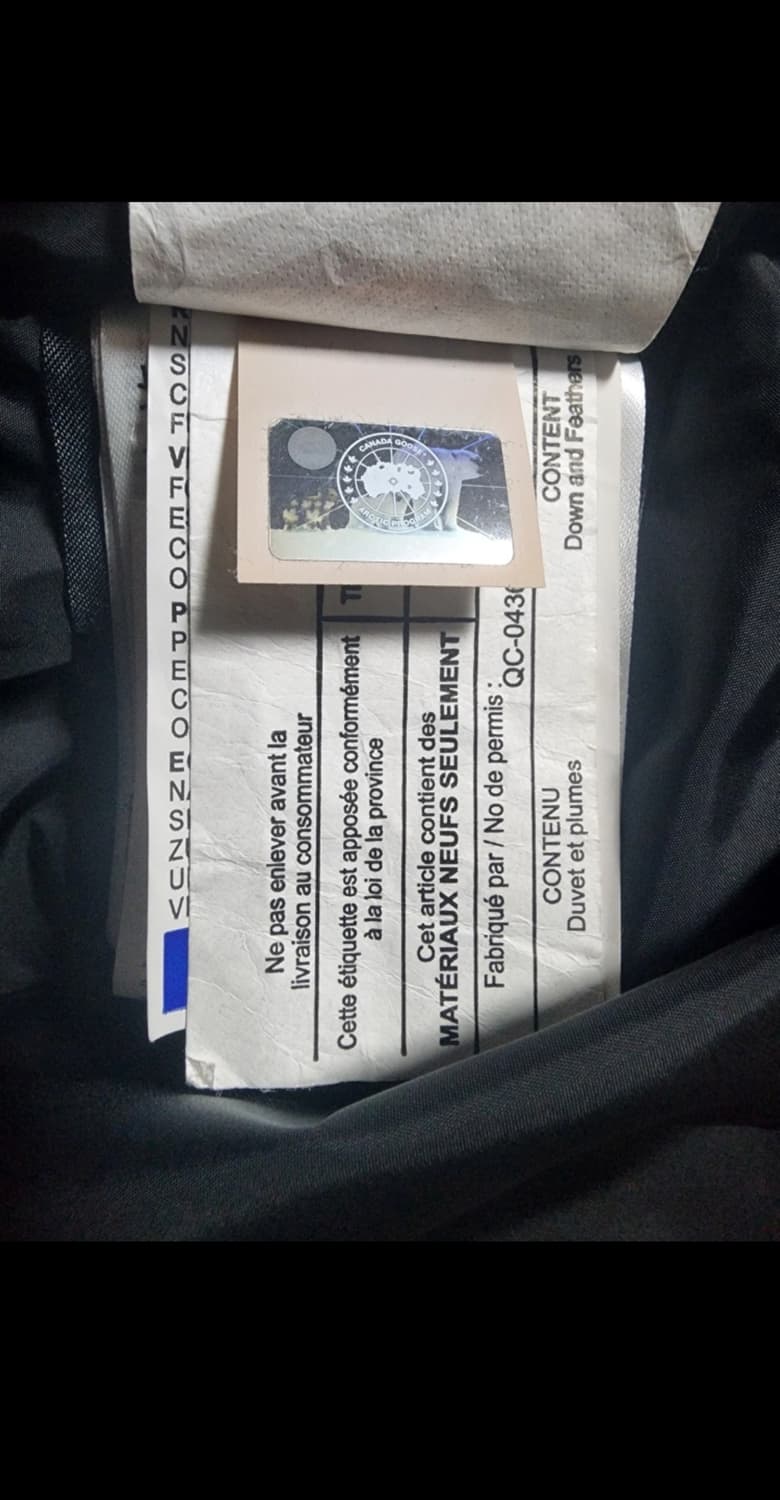 CANADA GOOSE
ARCTIC PROGRAM
Ne pas enlever avant la
livraison au consommateur
Cette étiquette est apposée conformément
à la loi de la province
Cet article contient des
MATÉRIAUX NEUFS SEULEMENT
Fabriqué par / No de permis :
QC-043
CONTENU
Duvet et plumes
CONTENT
Down and Feathers
N
S
C
F
V
F
E
C
O
P
P
E
C
O
E
N
S
Z
U
V